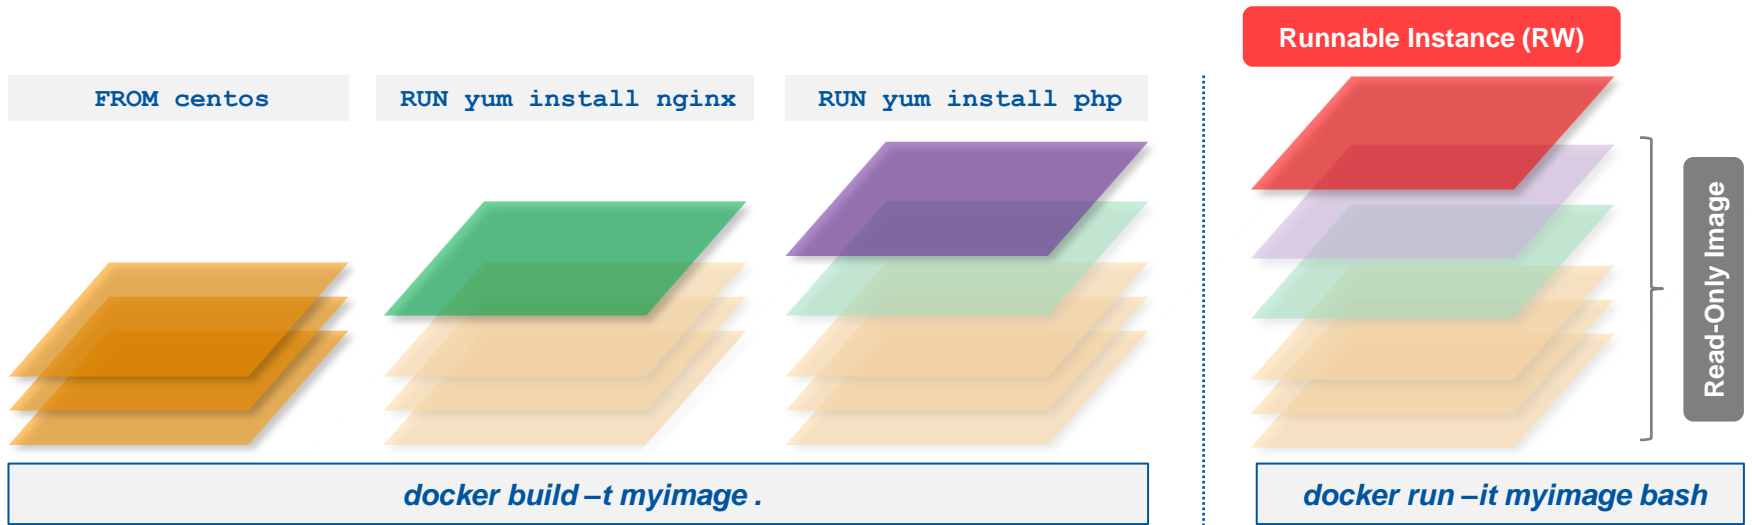 Runnable Instance (RW)
FROM centos
RUN yum install nginx
RUN yum install php
Read-Only Image
docker build –t myimage .
docker run –it myimage bash